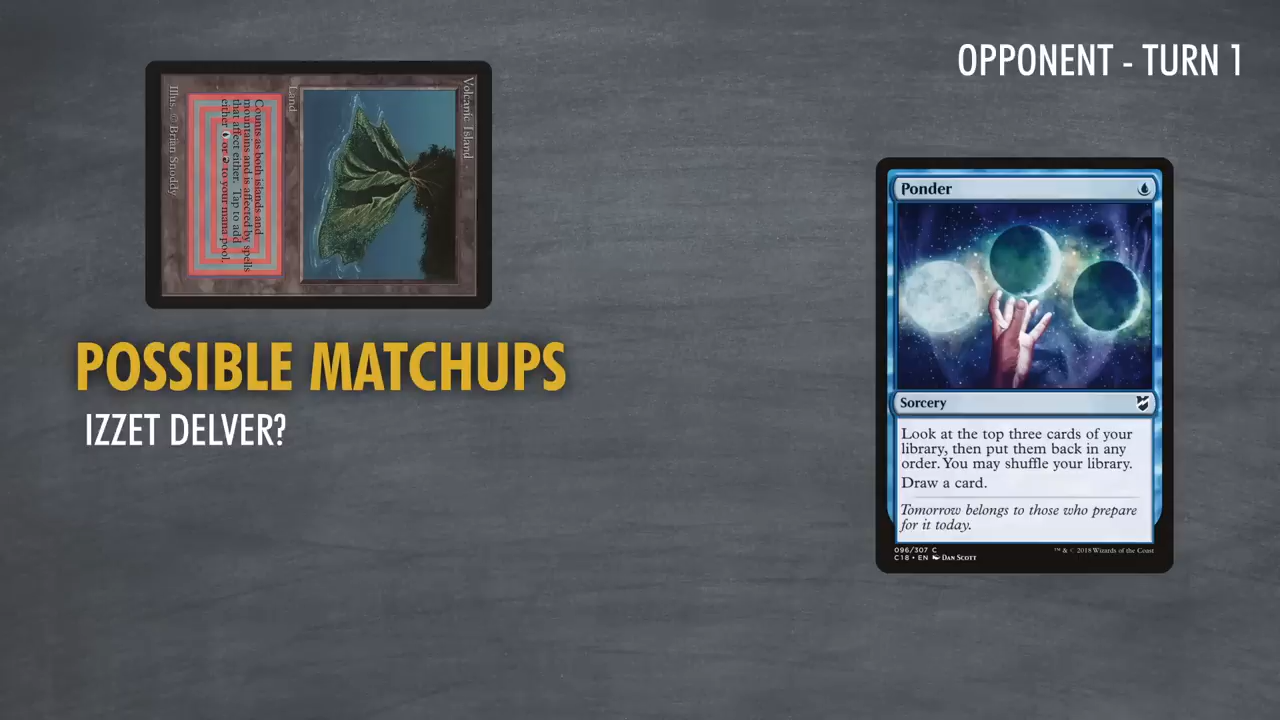 OPPONENT - TURN 1
Volcanic Island
Land
Counts as both islands and
mountains and is affected by spells
that affect either. Tap to add
either or to your mana pool.
Illus. © Brian Snoddy
POSSIBLE MATCHUPS
IZZET DELVER?
Ponder
Sorcery
Look at the top three cards of your
library, then put them back in any
order. You may shuffle your library.
Draw a card.
Tomorrow belongs to those who prepare
for it today.
096/307 C
C18 • EN DAN SCOTT
™ & © 2018 Wizards of the Coast